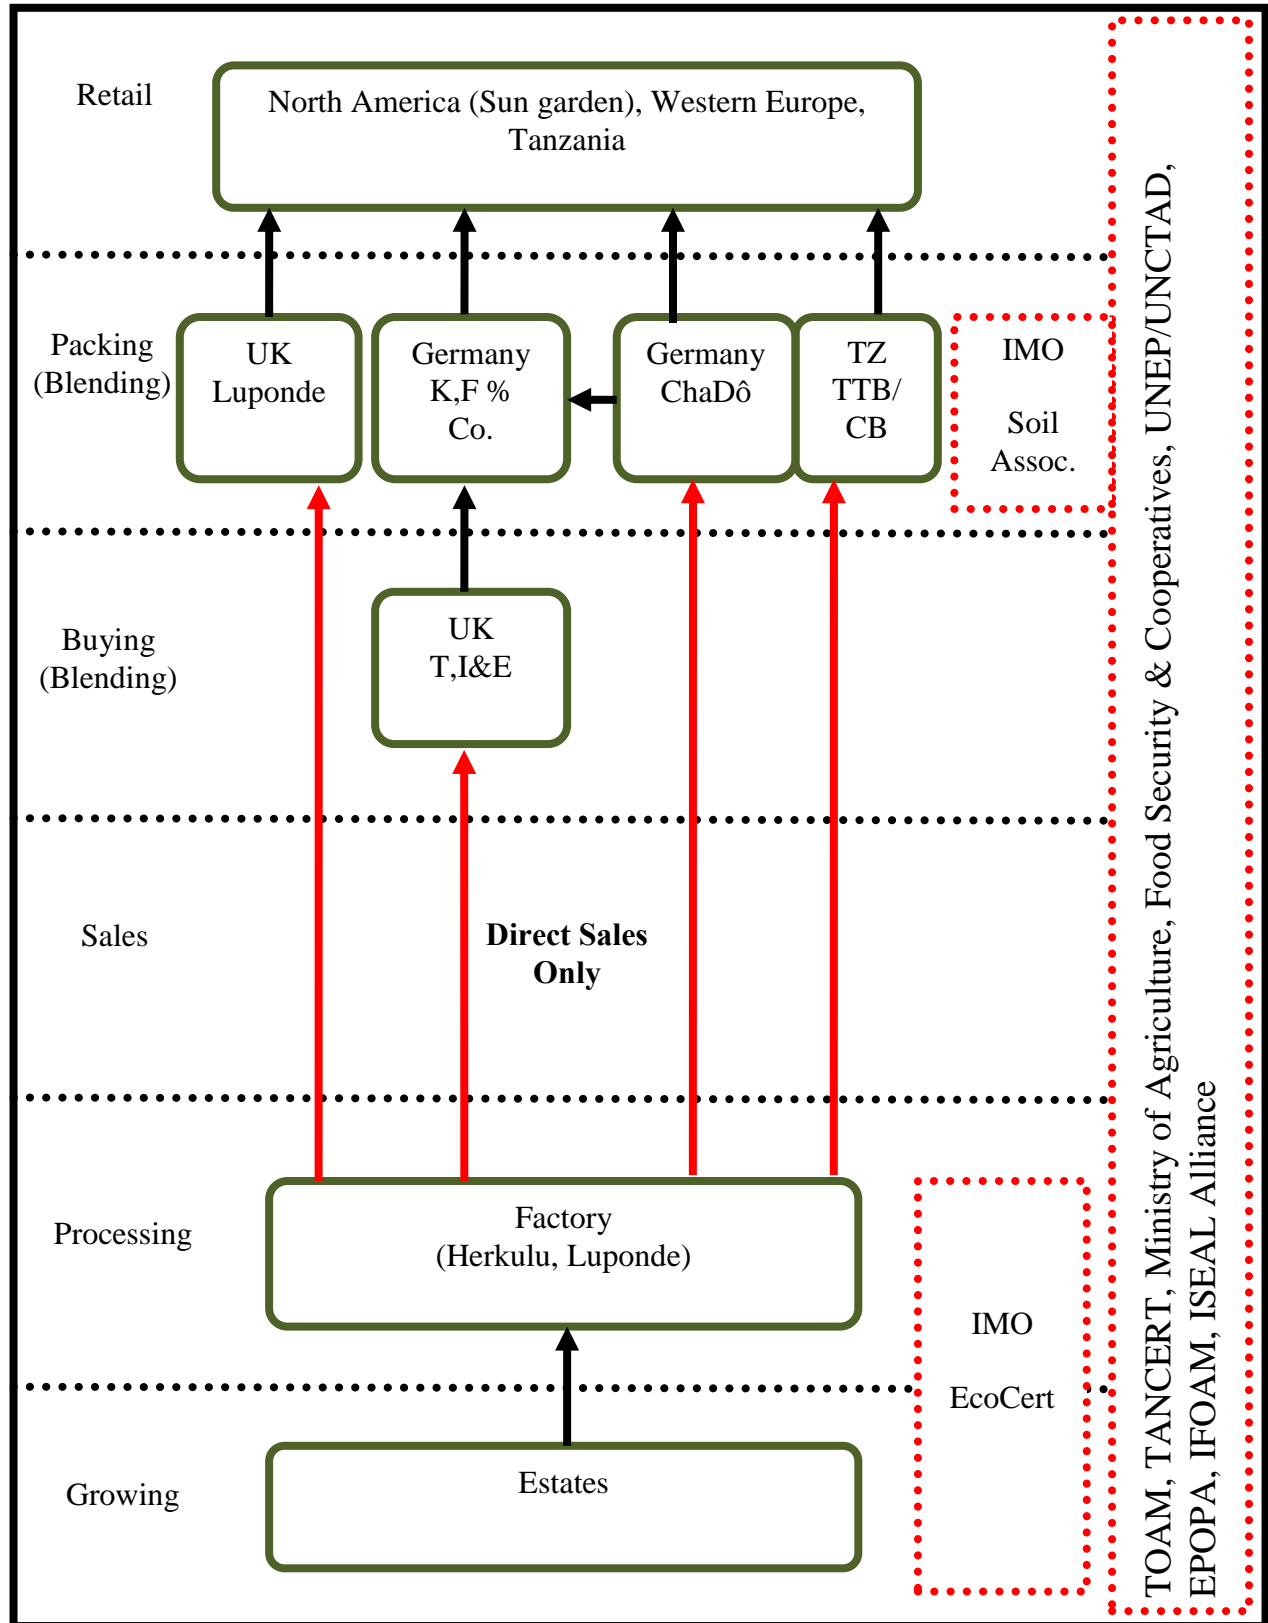 Retail
North America (Sun garden), Western Europe,
Tanzania
Packing
(Blending)
UK
Luponde
Germany
K,F %
Co.
Germany
ChaDô
TZ
TTB/
CB
IMO
Soil
Assoc.
Buying
(Blending)
UK
T,I&E
Sales
Direct Sales
Only
Processing
Factory
(Herkulu, Luponde)
IMO
EcoCert
Growing
Estates
TOAM, TANCERT, Ministry of Agriculture, Food Security & Cooperatives, UNEP/UNCTAD,
EPOPA, IFOAM, ISEAL Alliance